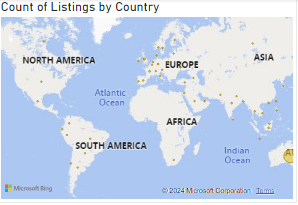 Count of Listings by Country
NORTH AMERICA
EUROPE
ASIA
Atlantic
Ocean
AFRICA
SOUTH AMERICA
Indian
Ocean
AU
Microsoft Bing
© 2024 Microsoft Corporation Terms